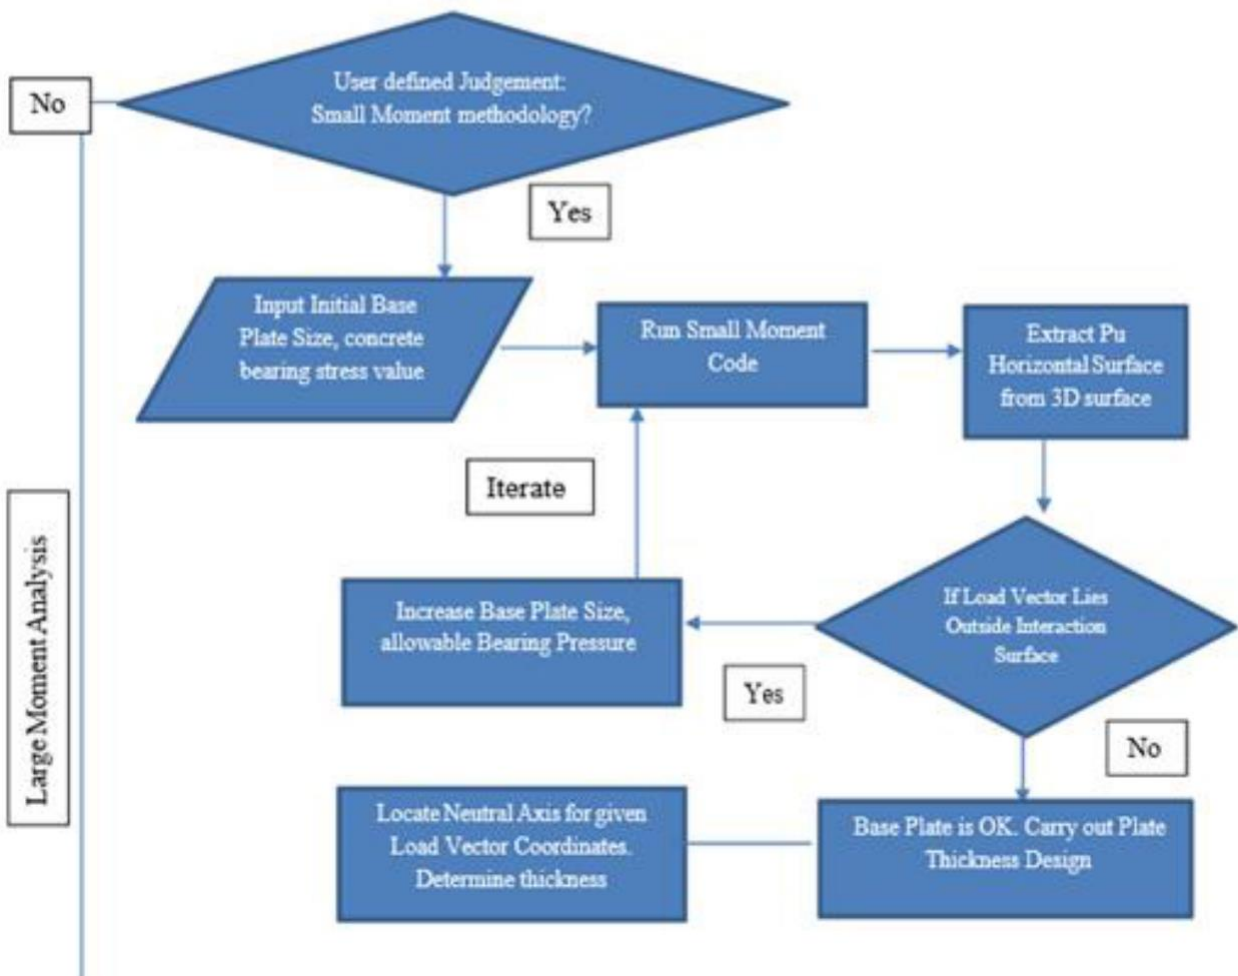 User defined Judgement:
Small Moment methodology?
No
Yes
Input Initial Base
Plate Size, concrete
bearing stress value
Run Small Moment
Code
Extract Pu
Horizontal Surface
from 3D surface
Iterate
Increase Base Plate Size,
allowable Bearing Pressure
If Load Vector Lies
Outside Interaction
Surface
Yes
No
Large Moment Analysis
Locate Neutral Axis for given
Load Vector Coordinates.
Determine thickness
Base Plate is OK. Carry out Plate
Thickness Design